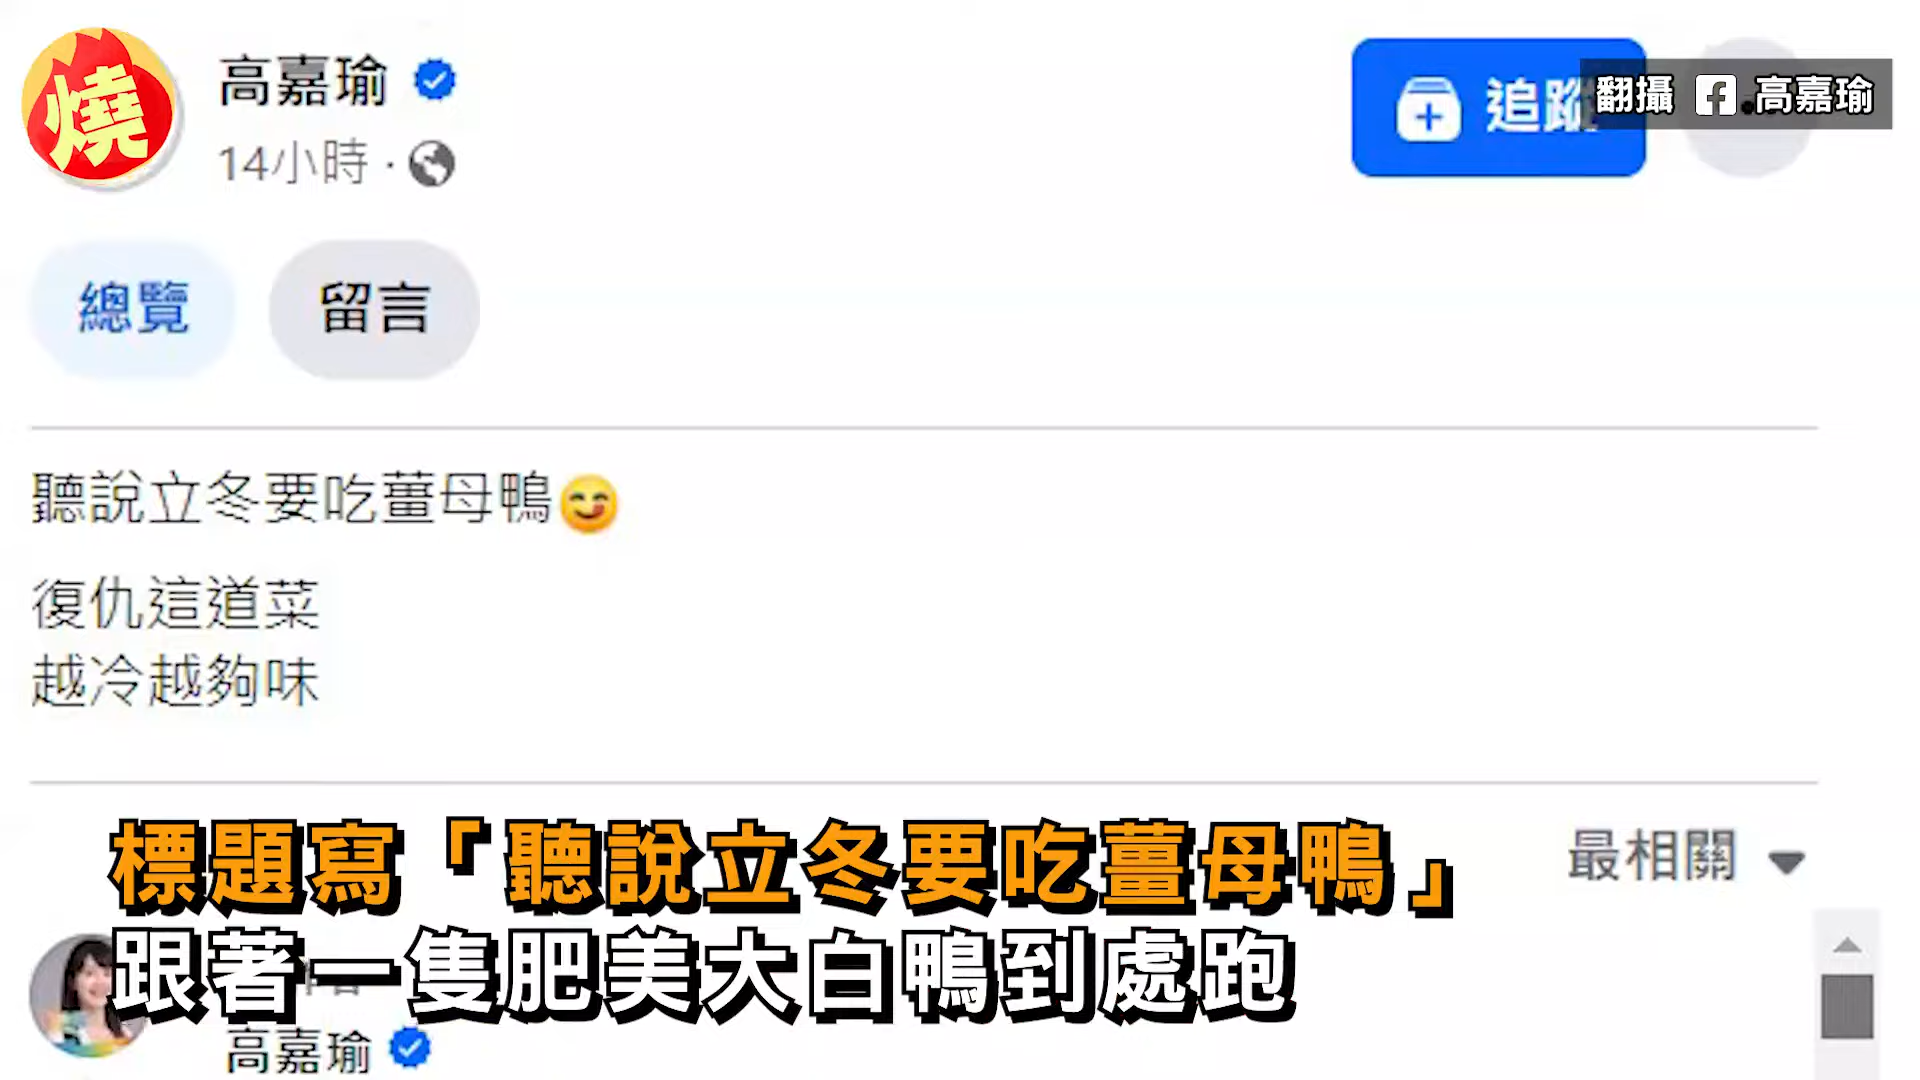 燒
高嘉瑜
14小時
追蹤
翻攝 高嘉瑜
總覽
留言
聽說立冬要吃薑母鴨😋
復仇這道菜
越冷越夠味
最相關
標題寫「聽說立冬要吃薑母鴨」
跟著一隻肥美大白鴨到處跑
高嘉瑜